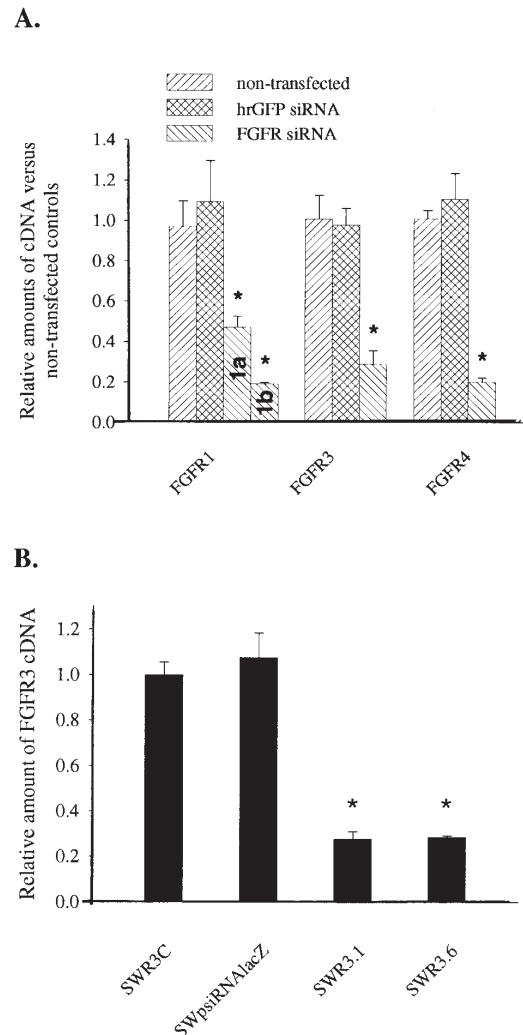 A.
non-transfected
hrGFP siRNA
FGFR siRNA
Relative amounts of cDNA versus
non-transfected controls
1.4
1.2
1.0
0.8
0.6
0.4
0.2
0.0
*
1a
*
1b
*
*
FGFR1
FGFR3
FGFR4
B.
Relative amount of FGFR3 cDNA
1.2
1.0
0.8
0.6
0.4
0.2
0.0
*
*
SWR3C
SWpsiRNAlacZ
SWR3.1
SWR3.6